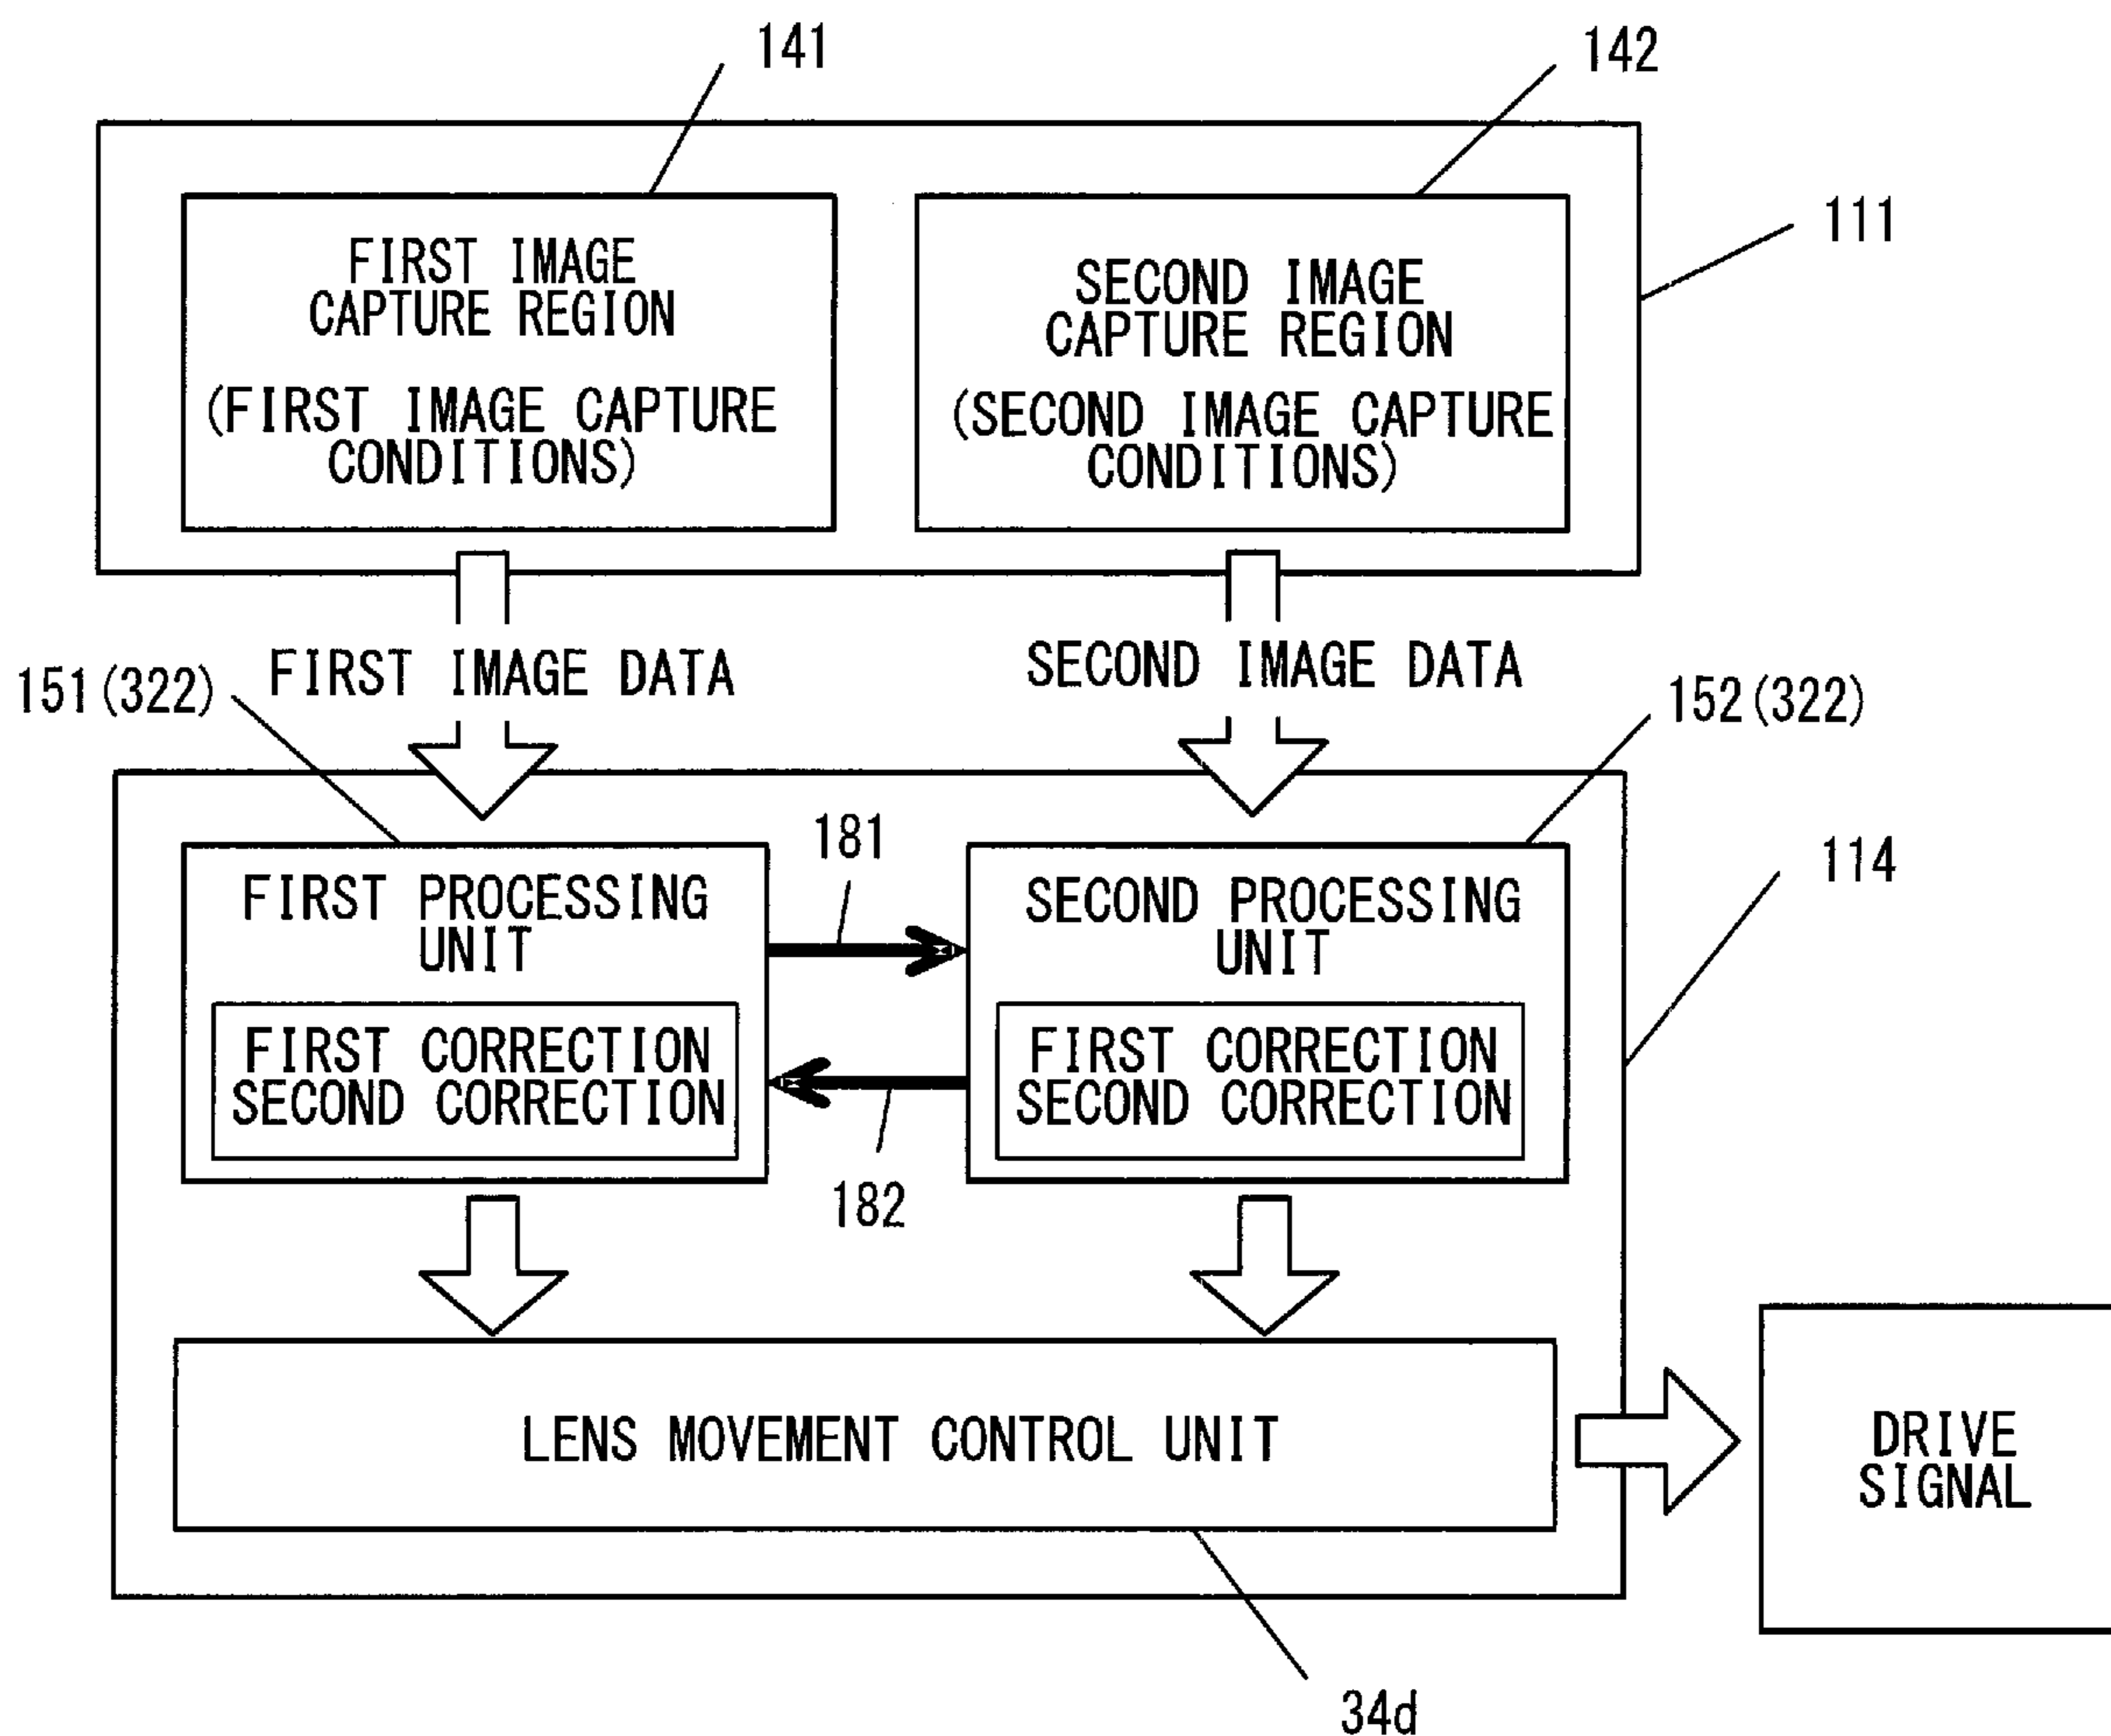 141
142
111
FIRST IMAGE
CAPTURE REGION
(FIRST IMAGE CAPTURE
CONDITIONS)
SECOND IMAGE
CAPTURE REGION
(SECOND IMAGE CAPTURE
CONDITIONS)
FIRST IMAGE DATA
SECOND IMAGE DATA
151(322)
152(322)
114
181
FIRST PROCESSING
UNIT
FIRST CORRECTION
SECOND CORRECTION
SECOND PROCESSING
UNIT
FIRST CORRECTION
SECOND CORRECTION
182
LENS MOVEMENT CONTROL UNIT
DRIVE
SIGNAL
34d